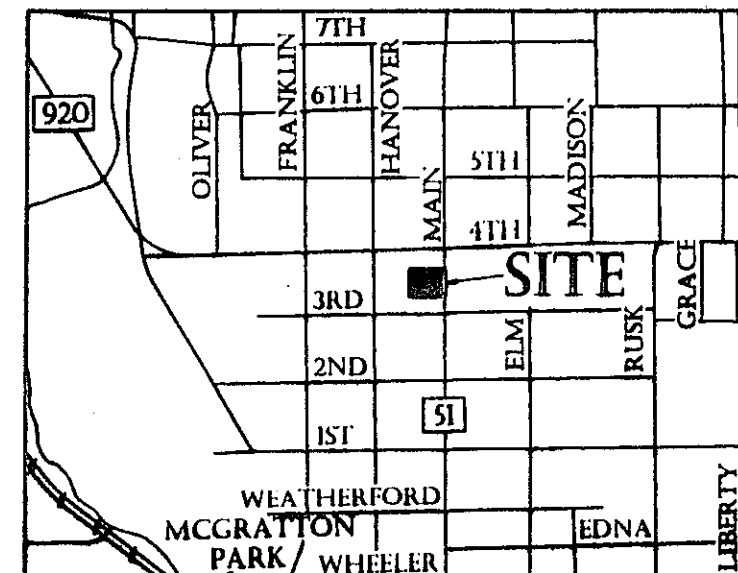 7TH
920
6TH
OLIVER
FRANKLIN
HANOVER
MAIN
5TH
MADISON
4TH
SITE
3RD
GRACE
ELM
RUSK
2ND
51
1ST
WEATHERFORD
MCGRATTON
PARK
WHEELER
EDNA
LIBERTY